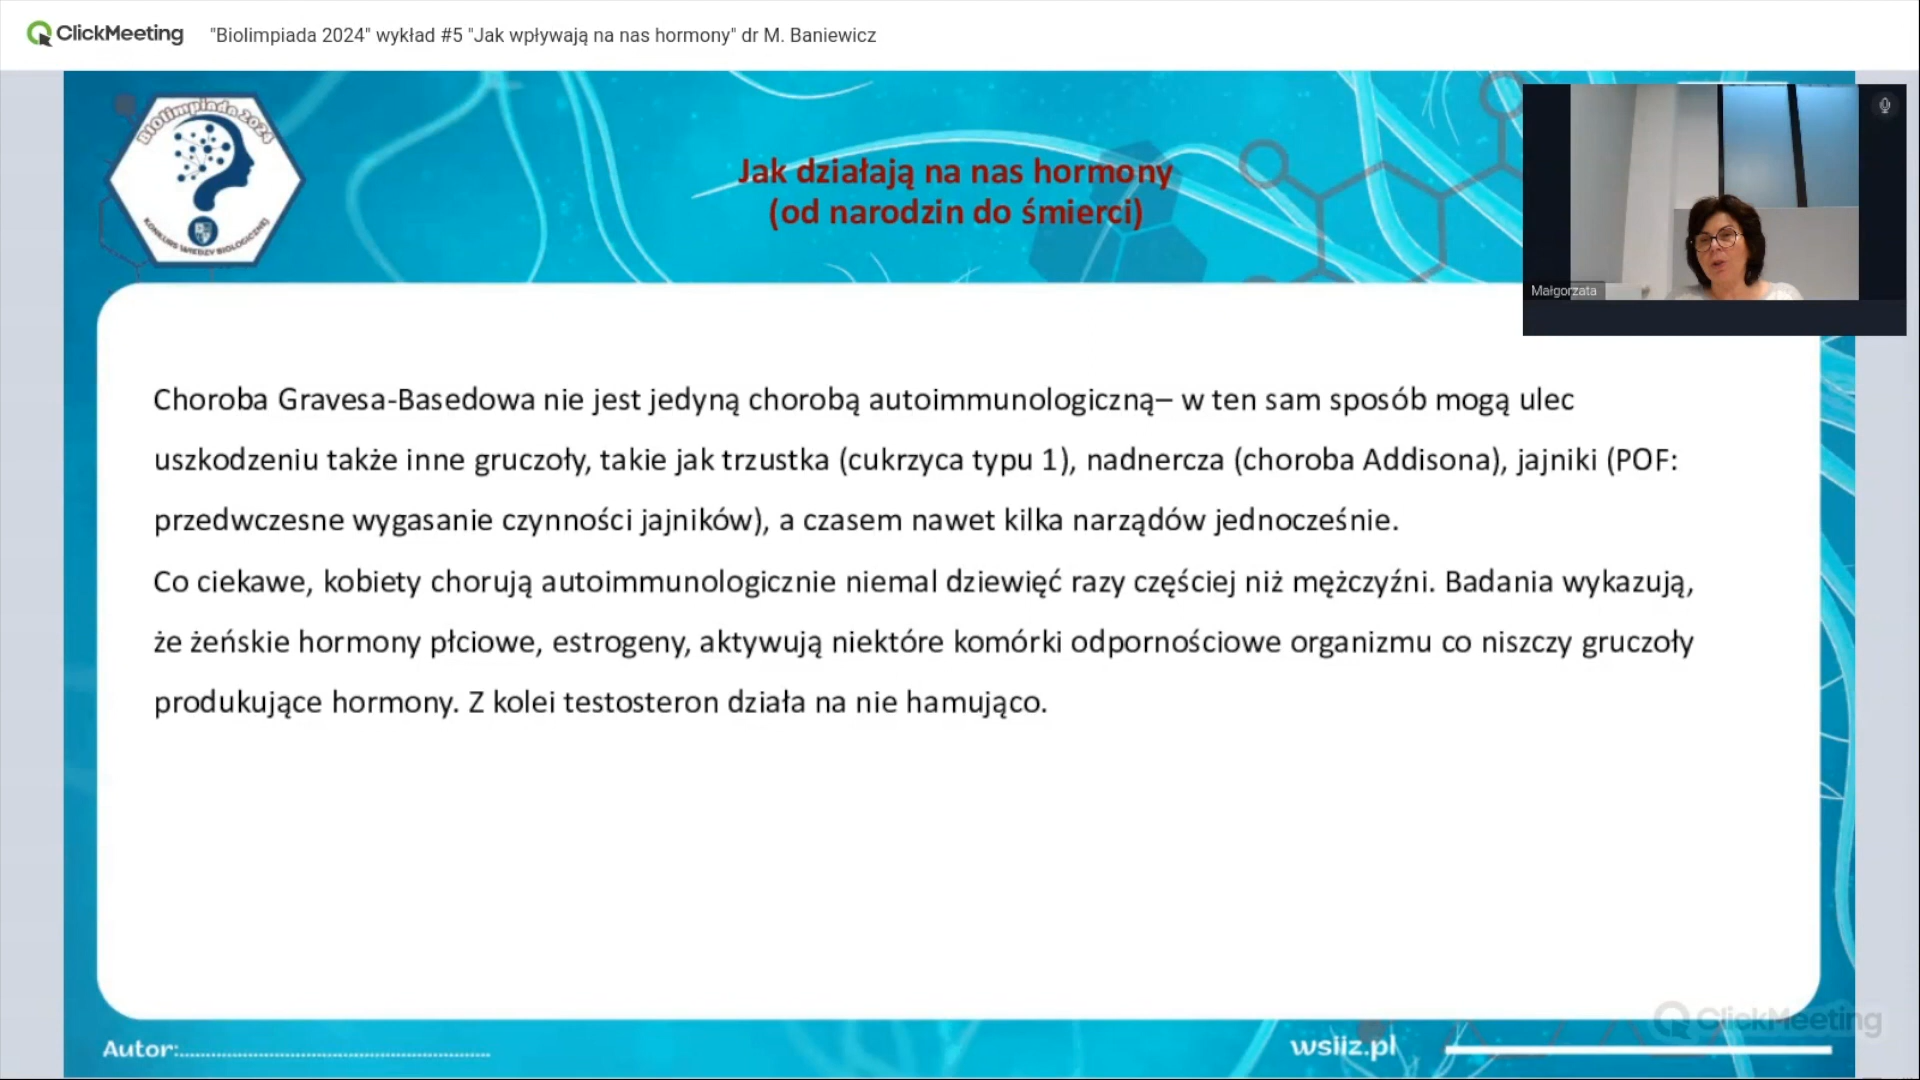 ClickMeeting "Biolimpiada 2024" wykład #5 "Jak wpływają na nas hormony" dr M. Baniewicz
BIOlimpiada 2024
KONKURS WIEDZY BIOLOGICZNEJ
Jak działają na nas hormony
(od narodzin do śmierci)
Małgorzata
Choroba Gravesa-Basedowa nie jest jedyną chorobą autoimmunologiczną– w ten sam sposób mogą ulec
uszkodzeniu także inne gruczoły, takie jak trzustka (cukrzyca typu 1), nadnercza (choroba Addisona), jajniki (POF:
przedwczesne wygasanie czynności jajników), a czasem nawet kilka narządów jednocześnie.
Co ciekawe, kobiety chorują autoimmunologicznie niemal dziewięć razy częściej niż mężczyźni. Badania wykazują,
że żeńskie hormony płciowe, estrogeny, aktywują niektóre komórki odpornościowe organizmu co niszczy gruczoły
produkujące hormony. Z kolei testosteron działa na nie hamująco.
ClickMeeting
Autor:....................................................
wsiiz.pl